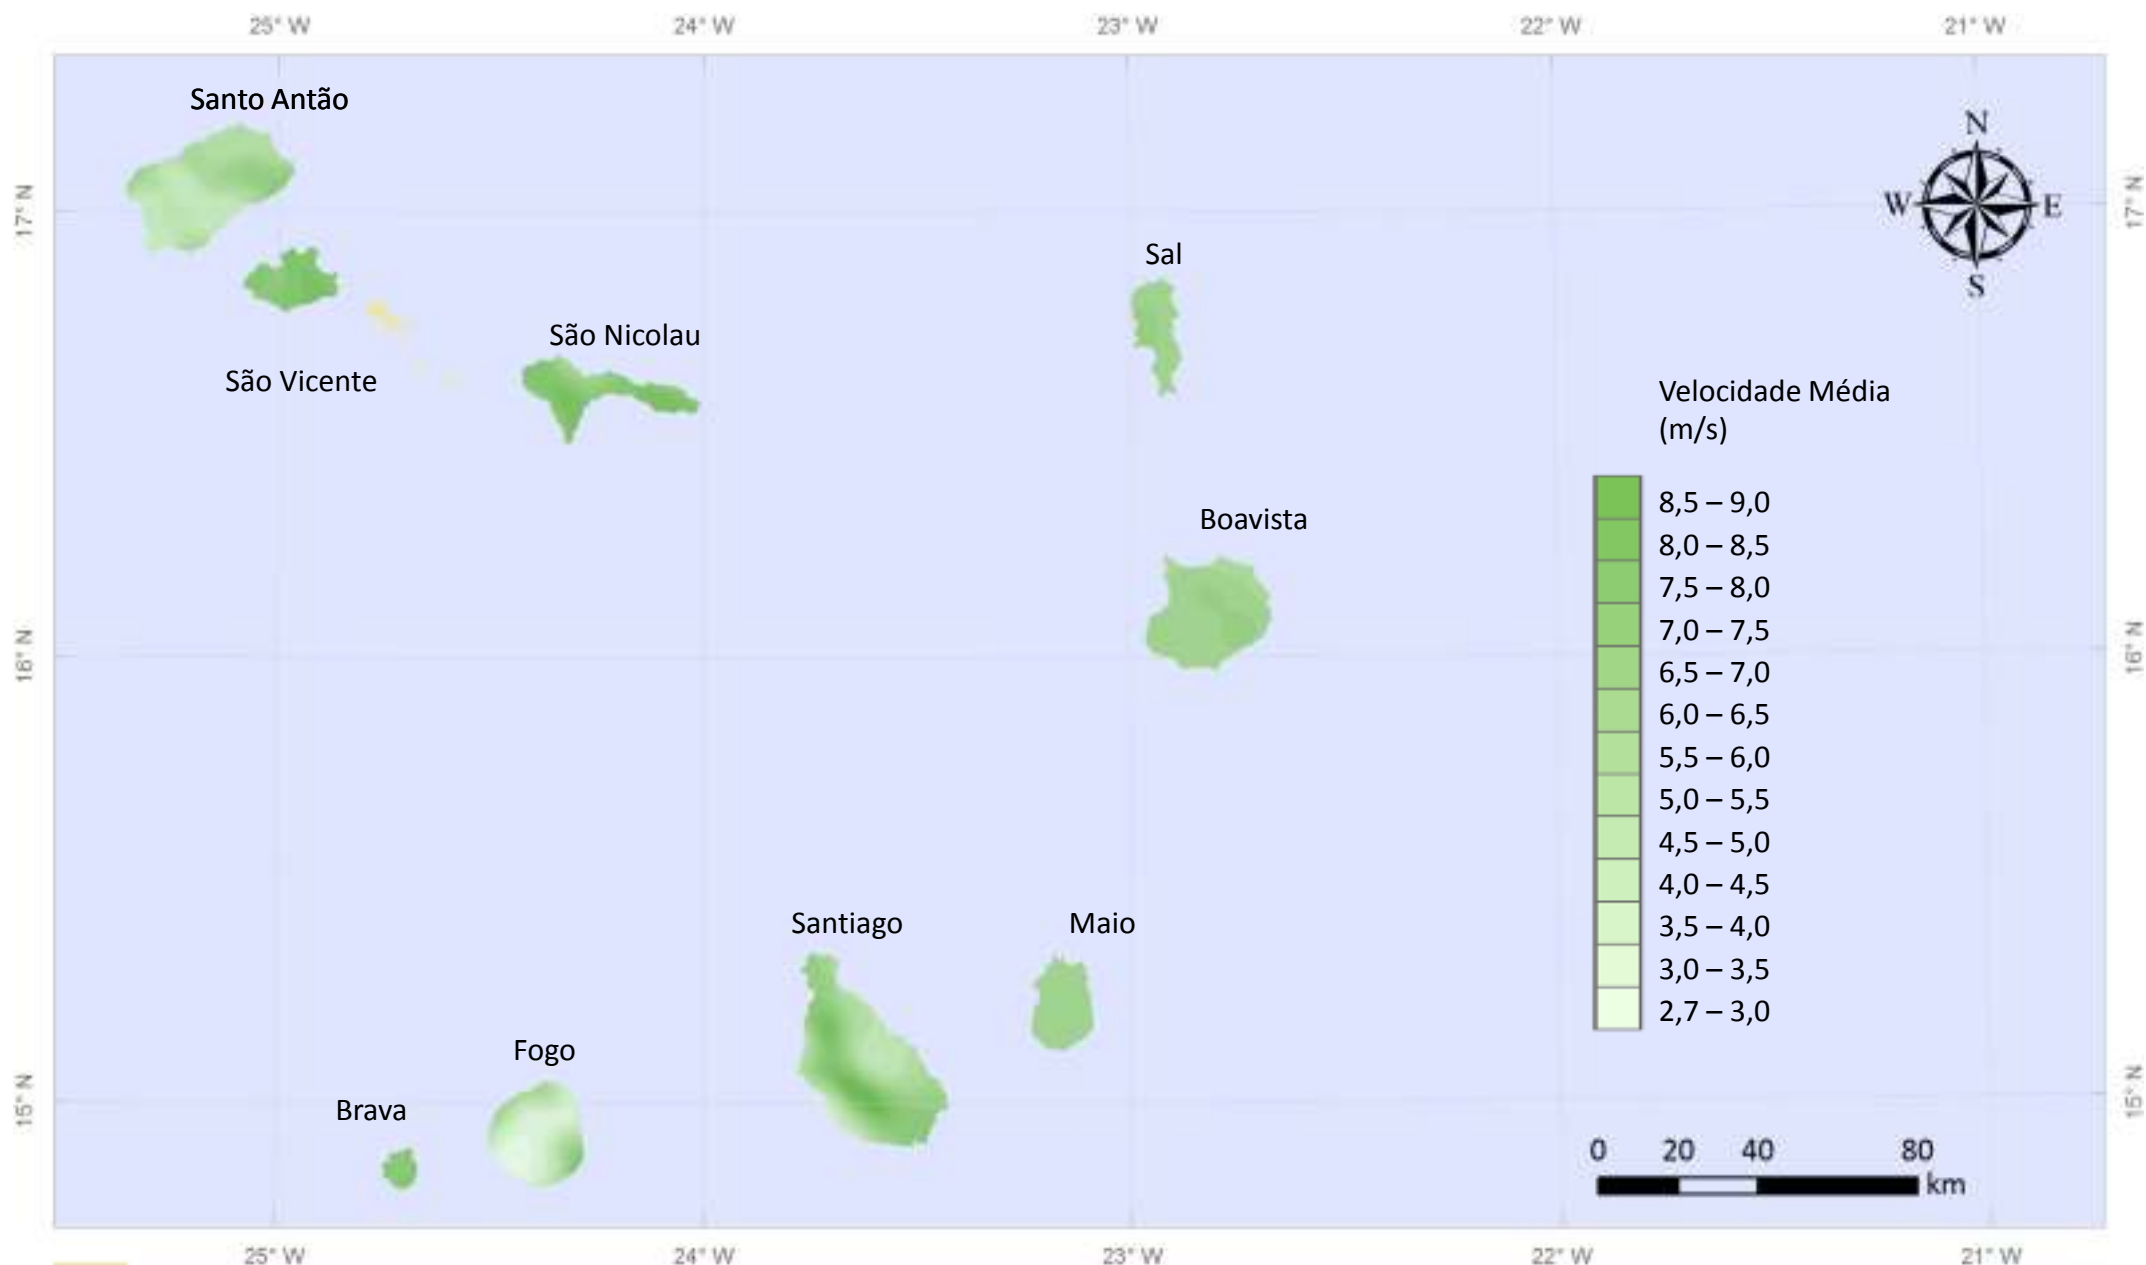 25° W 24° W 23° W 22° W 21° W
Santo Antão
N
17° N
W E
17° N
S
Sal
São Nicolau
São Vicente
Velocidade Média
(m/s)
8,5 – 9,0
Boavista
8,0 – 8,5
7,5 – 8,0
7,0 – 7,5
16° N
16° N
6,5 – 7,0
6,0 – 6,5
5,5 – 6,0
5,0 – 5,5
4,5 – 5,0
4,0 – 4,5
Santiago
Maio
3,5 – 4,0
3,0 – 3,5
2,7 – 3,0
Fogo
Brava
15° N
15° N
0 20 40 80
km
25° W 24° W 23° W 22° W 21° W